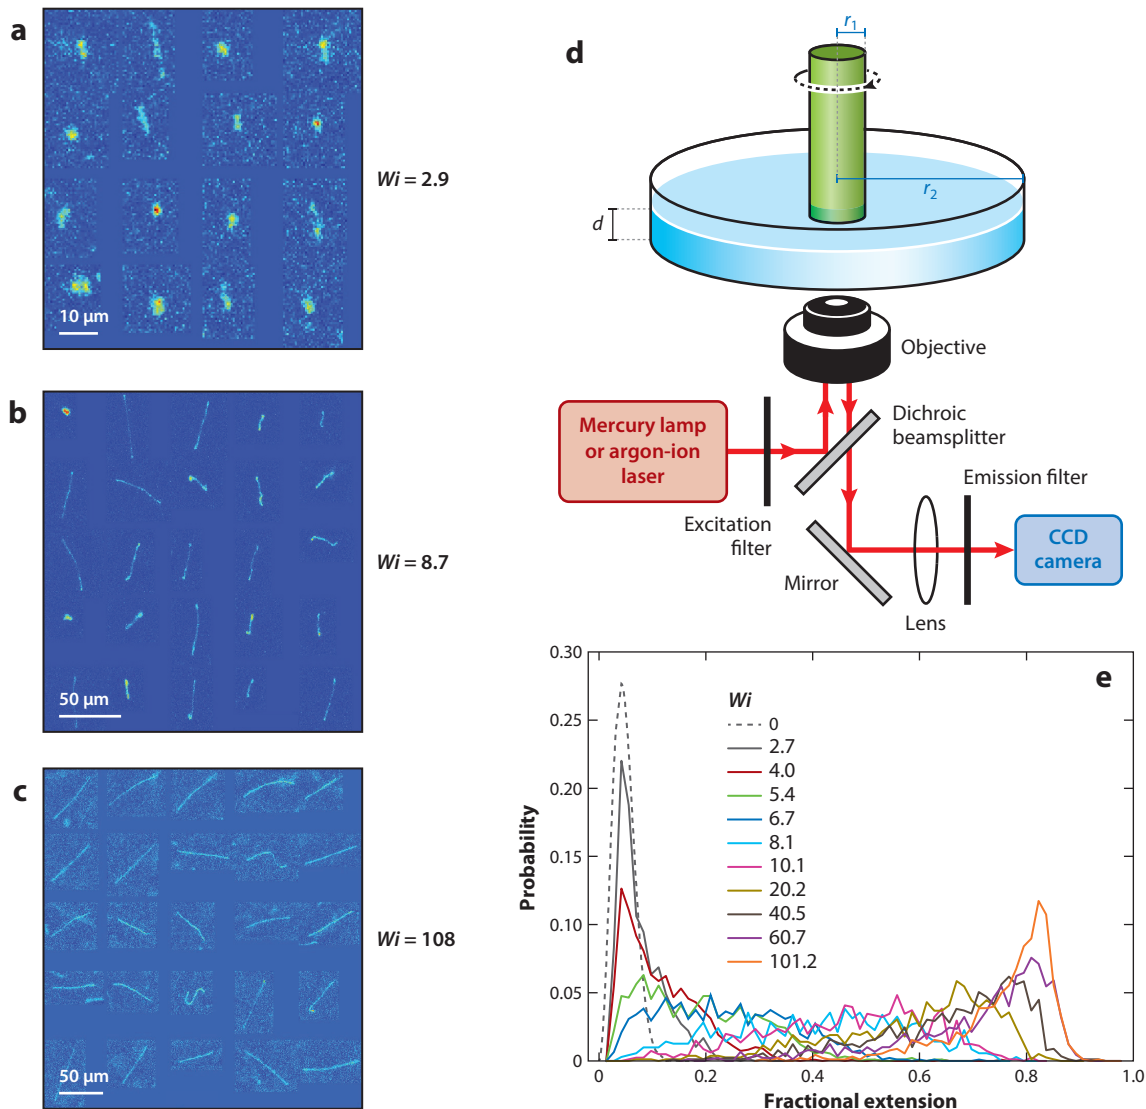 a
Wi = 2.9
10 μm
b
Wi = 8.7
50 μm
c
Wi = 108
50 μm
d
r1
r2
d
Objective
Mercury lamp
or argon-ion
laser
Dichroic
beamsplitter
Excitation
filter
Emission filter
Mirror
Lens
CCD
camera
e
0.30
0.25
0.20
0.15
0.10
0.05
0
Probability
Wi
0
2.7
4.0
5.4
6.7
8.1
10.1
20.2
40.5
60.7
101.2
0
0.2
0.4
0.6
0.8
1.0
Fractional extension